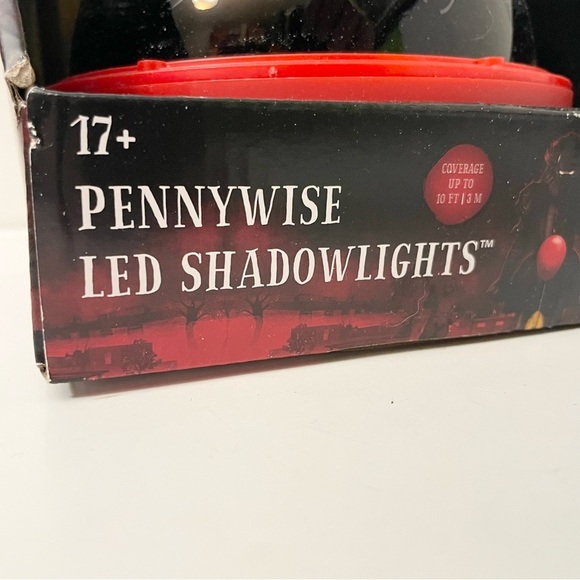 17+
PENNYWISE
LED SHADOWLIGHTS™
COVERAGE
UP TO
10 FT | 3 M